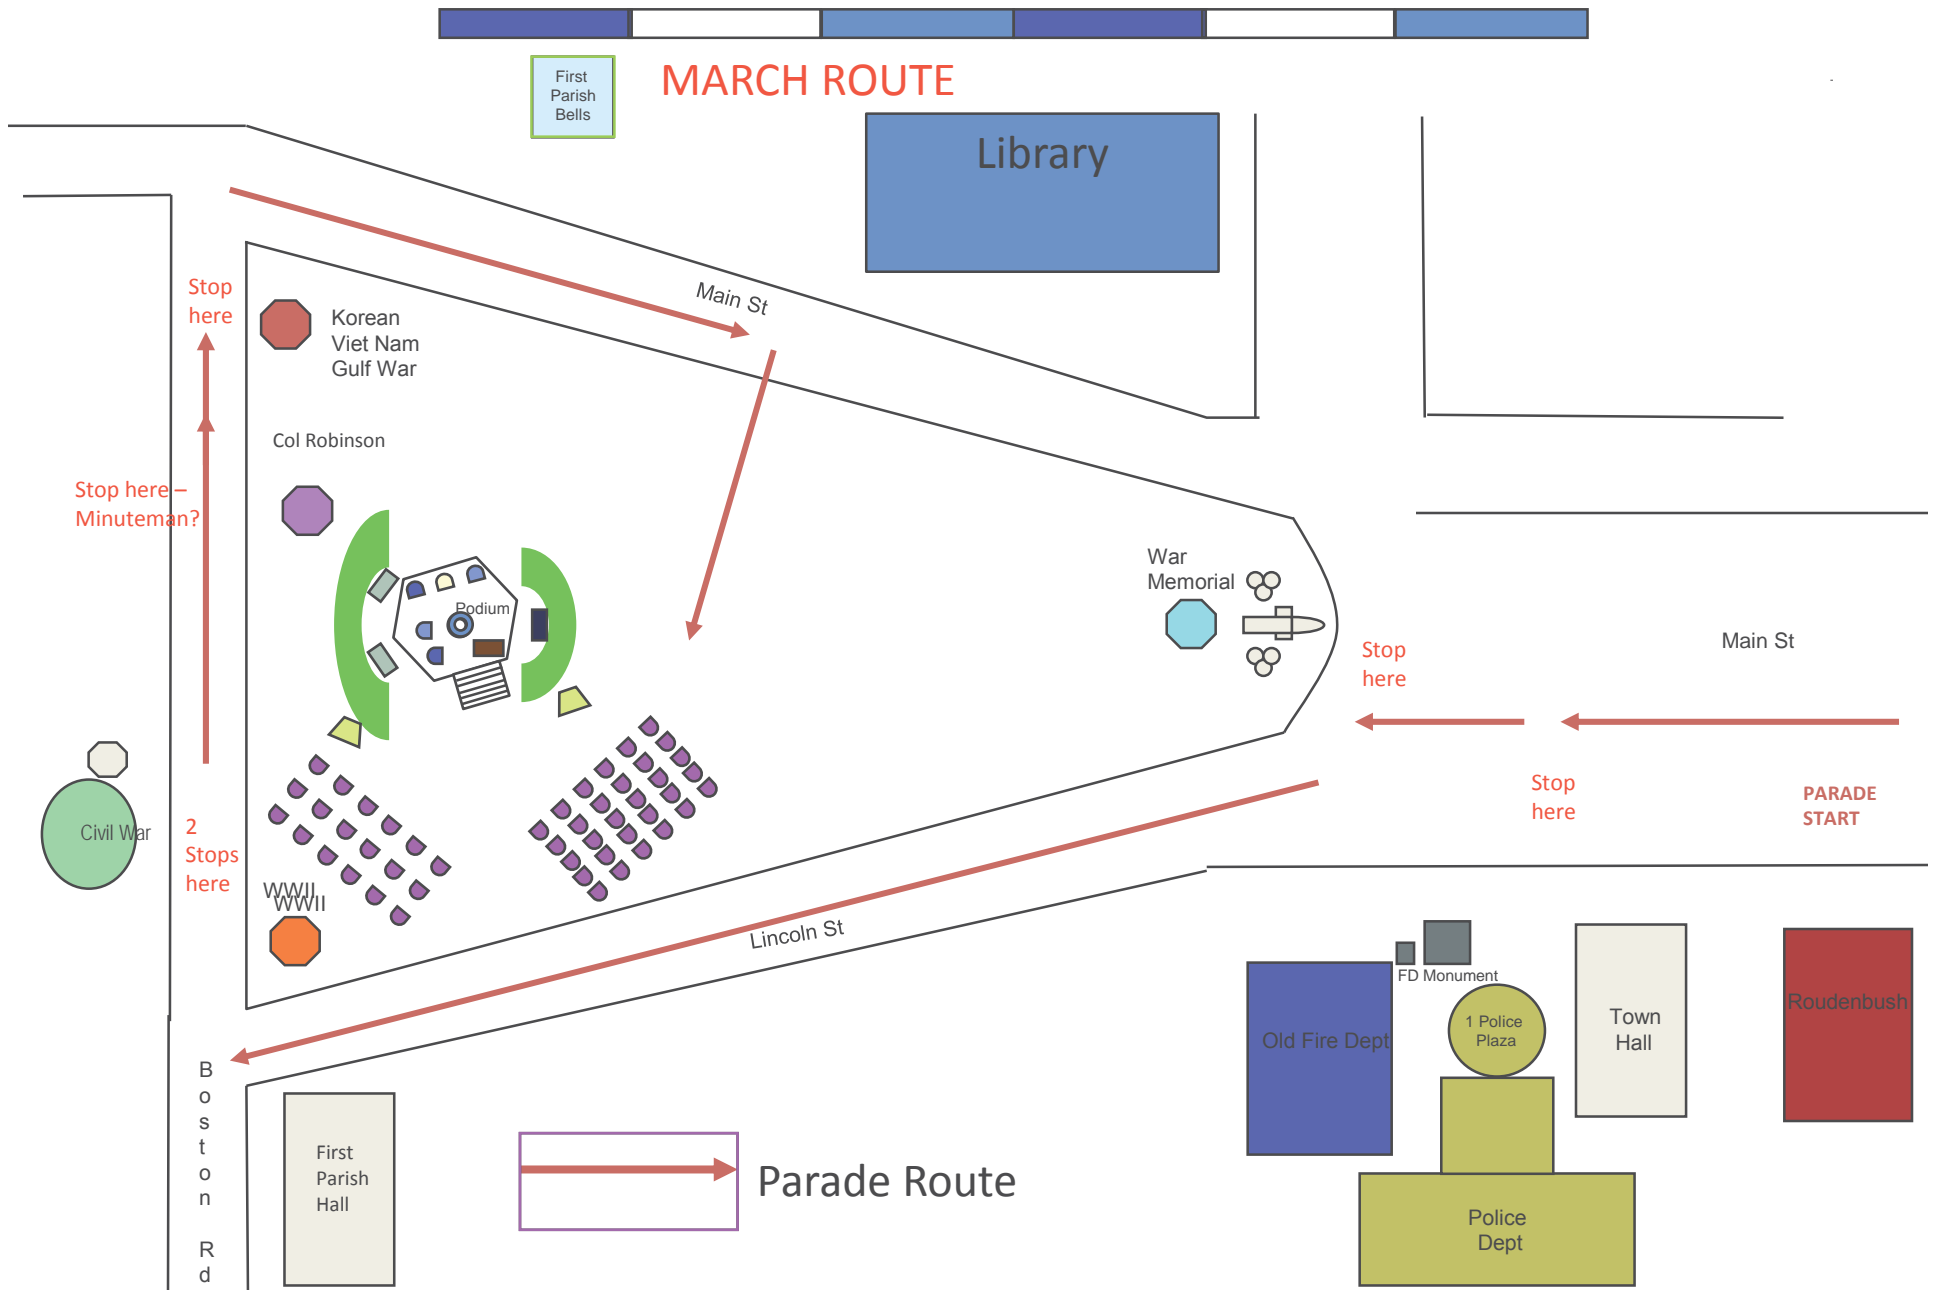 MARCH ROUTE
First
Parish
Bells
Library
Main St
Stop
here
Korean
Viet Nam
Gulf War
Col Robinson
Stop here –
Minuteman?
Podium
War
Memorial
Stop
here
Main St
Stop
here
PARADE
START
Civil War
2
Stops
here
WWII
WWII
Lincoln St
FD Monument
Old Fire Dept
1 Police
Plaza
Town
Hall
Roudenbush
Boston Rd
First
Parish
Hall
Parade Route
Police
Dept